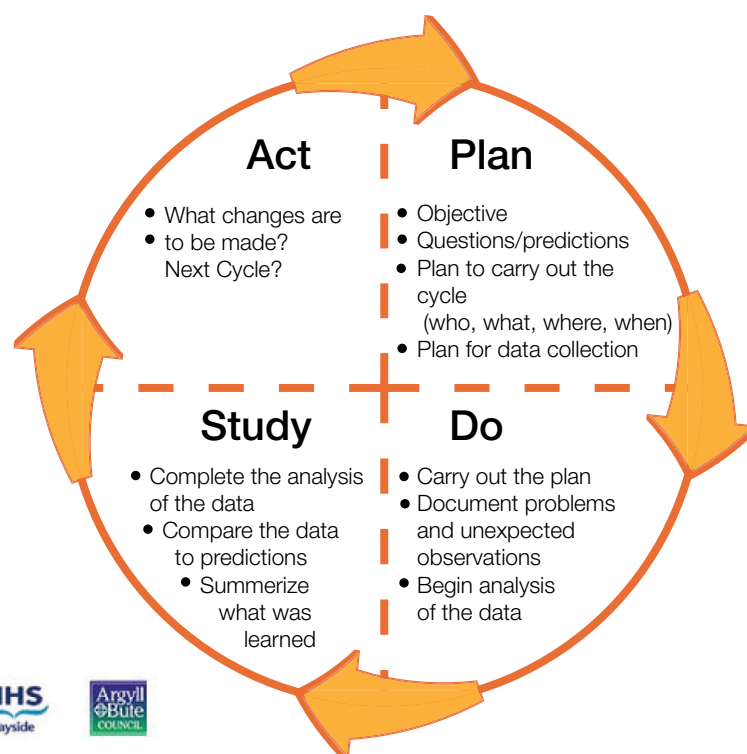 Act
• What changes are
• to be made?
Next Cycle?
Plan
• Objective
• Questions/predictions
• Plan to carry out the
cycle
(who, what, where, when)
• Plan for data collection
Study
• Complete the analysis
of the data
• Compare the data
to predictions
• Summerize
what was
learned
Do
• Carry out the plan
• Document problems
and unexpected
observations
• Begin analysis
of the data
Argyll
&Bute
COUNCIL